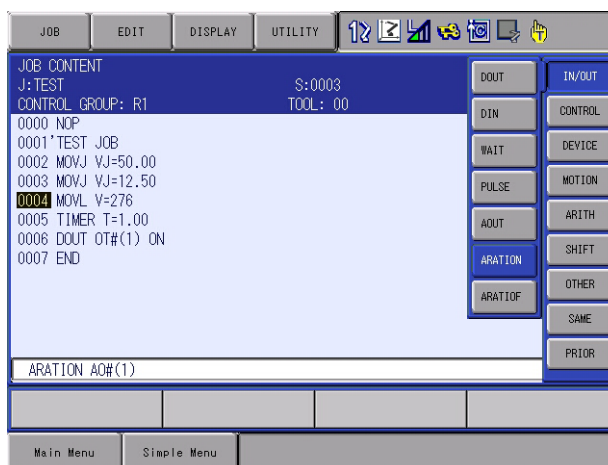 JOB EDIT DISPLAY UTILITY
JOB CONTENT
J:TEST S:0003
CONTROL GROUP: R1 TOOL: 00
0000 NOP
0001'TEST JOB
0002 MOVJ VJ=50.00
0003 MOVJ VJ=12.50
0004 MOVL V=276
0005 TIMER T=1.00
0006 DOUT OT#(1) ON
0007 END
DOUT
DIN
WAIT
PULSE
AOUT
ARATION
ARATIOF
IN/OUT
CONTROL
DEVICE
MOTION
ARITH
SHIFT
OTHER
SAME
PRIOR
ARATION AO#(1)
Main Menu Simple Menu